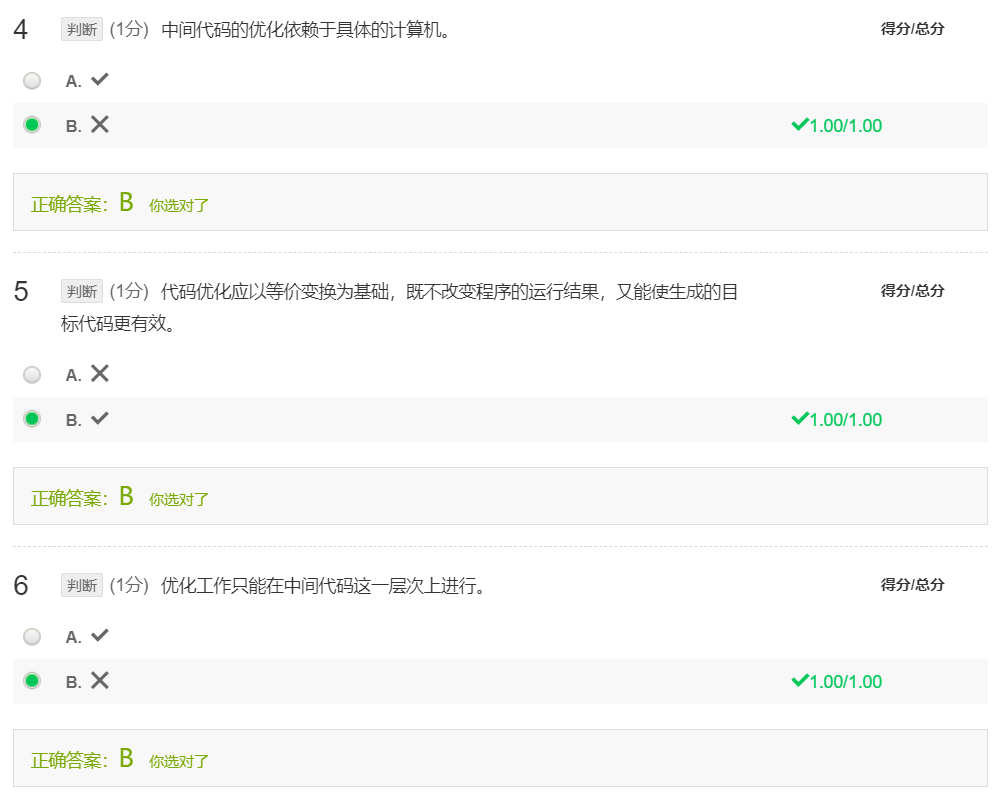 4 判断 (1分) 中间代码的优化依赖于具体的计算机。 得分/总分
A. ✔
B. ✕ ✔1.00/1.00
正确答案：B 你选对了
5 判断 (1分) 代码优化应以等价变换为基础，既不改变程序的运行结果，又能使生成的目 得分/总分
标代码更有效。
A. ✕
B. ✔ ✔1.00/1.00
正确答案：B 你选对了
6 判断 (1分) 优化工作只能在中间代码这一层次上进行。 得分/总分
A. ✔
B. ✕ ✔1.00/1.00
正确答案：B 你选对了